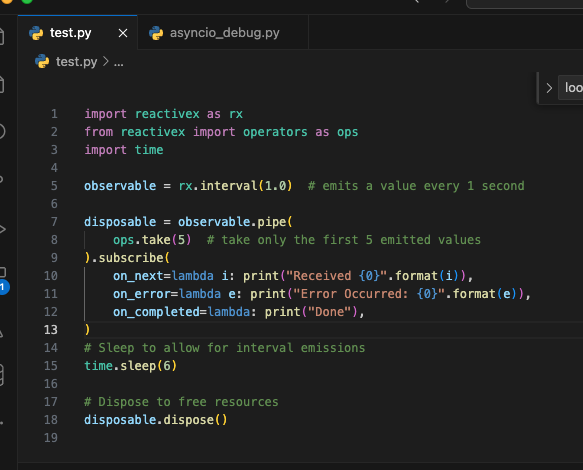 test.py
asyncio_debug.py
test.py > ...
loo
1 import reactivex as rx
2 from reactivex import operators as ops
3 import time
4
5 observable = rx.interval(1.0)  # emits a value every 1 second
6
7 disposable = observable.pipe(
8     ops.take(5)  # take only the first 5 emitted values
9 ).subscribe(
10     on_next=lambda i: print("Received {0}".format(i)),
11     on_error=lambda e: print("Error Occurred: {0}".format(e)),
12     on_completed=lambda: print("Done"),
13 )
14 # Sleep to allow for interval emissions
15 time.sleep(6)
16
17 # Dispose to free resources
18 disposable.dispose()
19
1